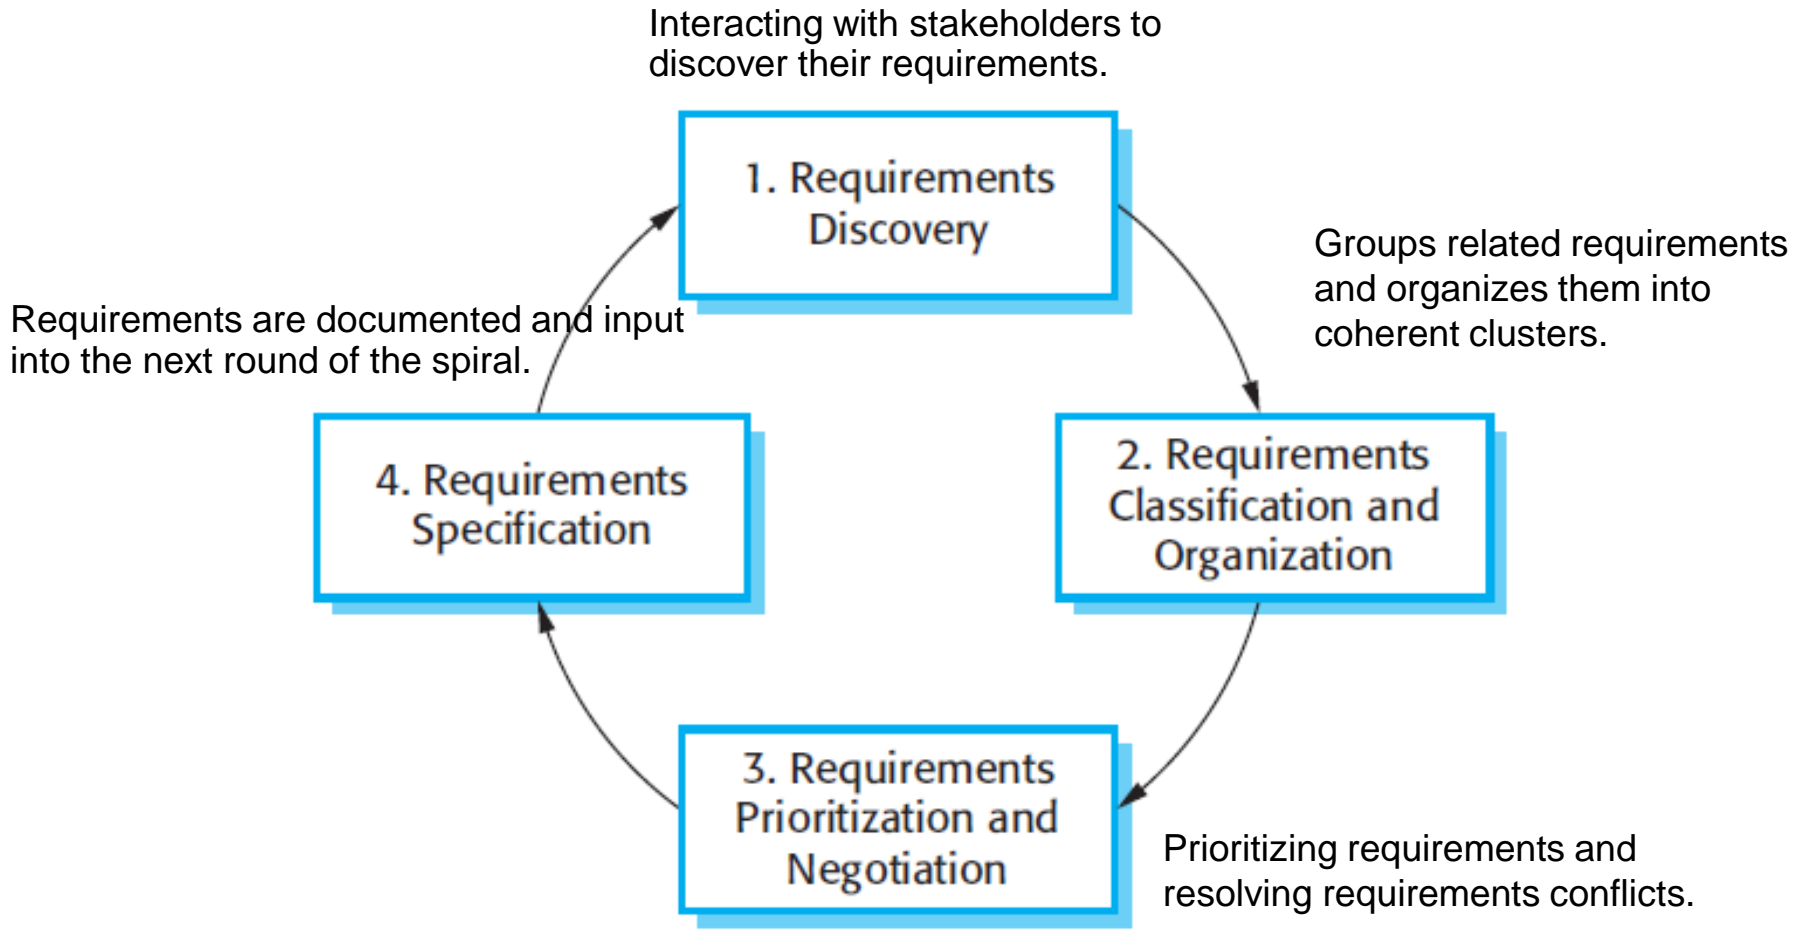 Interacting with stakeholders to
discover their requirements.
1. Requirements
Discovery
Groups related requirements
and organizes them into
coherent clusters.
2. Requirements
Classification and
Organization
3. Requirements
Prioritization and
Negotiation
Prioritizing requirements and
resolving requirements conflicts.
4. Requirements
Specification
Requirements are documented and input
into the next round of the spiral.